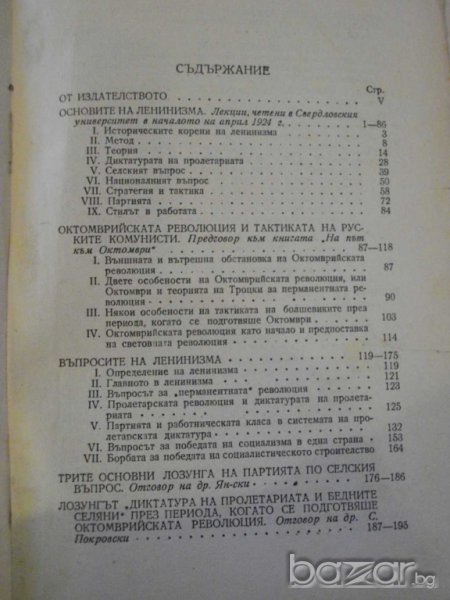 СЪДЪРЖАНИЕ
Стр.
ОТ ИЗДАТЕЛСТВОТО V
ОСНОВИТЕ НА ЛЕНИНИЗМА. Лекции, четени в Свердловския
университет в началото на април 1924 г. 1—86
I. Историческите корени на ленинизма 3
II. Метод 8
III. Теория 14
IV. Диктатурата на пролетариата 28
V. Селският въпрос 39
VI. Националният въпрос 50
VII. Стратегия и тактика 58
VIII. Партията 72
IX. Стилът в работата 84
ОКТОМВРИЙСКАТА РЕВОЛЮЦИЯ И ТАКТИКАТА НА РУ-
СКИТЕ КОМУНИСТИ. Предговор към книгата „На път
към Октомври“ 87—118
I. Външната и вътрешна обстановка на Октомврийската
революция 87
II. Двете особености на Октомврийската революция, или
Октомври и теорията на Троцки за перманентната ре-
волюция 90
III. Някои особености на тактиката на болшевиките през
периода, когато се подготвяше Октомври 103
IV. Октомврийската революция като начало и предпоставка
на световната революция 114
ВЪПРОСИТЕ НА ЛЕНИНИЗМА 119—175
I. Определение на ленинизма 119
II. Главното в ленинизма 121
III. Въпросът за „перманентната“ революция 123
IV. Пролетарската революция и диктатурата на пролета-
риата 125
V. Партията и работническата класа в системата на про-
летарската диктатура 132
VI. Въпросът за победата на социализма в една страна 153
VII. Борбата за победата на социалистическото строителство 164
ТРИТЕ ОСНОВНИ ЛОЗУНГА НА ПАРТИЯТА ПО СЕЛСКИЯ
ВЪПРОС. Отговор на др. Ян-ски 176—186
ЛОЗУНГЪТ „ДИКТАТУРА НА ПРОЛЕТАРИАТА И БЕДНИТЕ
СЕЛЯНИ“ ПРЕЗ ПЕРИОДА, КОГАТО СЕ ПОДГОТВЯШЕ
ОКТОМВРИЙСКАТА РЕВОЛЮЦИЯ. Отговор на др. С.
Покровски 187—195
bazar.bg